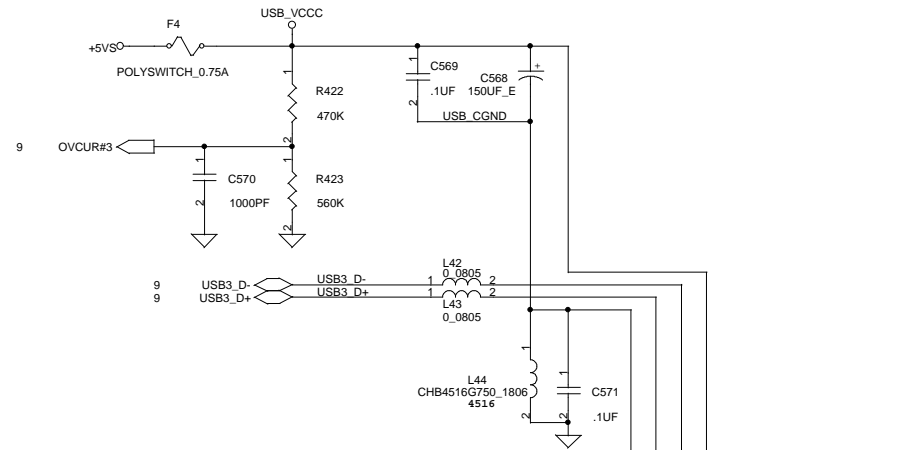 USB_VCCC
F4
+5VS
POLYSWITCH_0.75A
1
R422
470K
2
1
C569
.1UF
2
+
C568
150UF_E
USB_CGND
9 OVCUR#3
1
C570
1000PF
2
1
R423
560K
2
L42
0_0805
9 USB3_D- USB3_D- 1 2
9 USB3_D+ USB3_D+ 1 2
L43
0_0805
1
L44
CHB4516G750_1806
4516
2
1
C571
.1UF
2